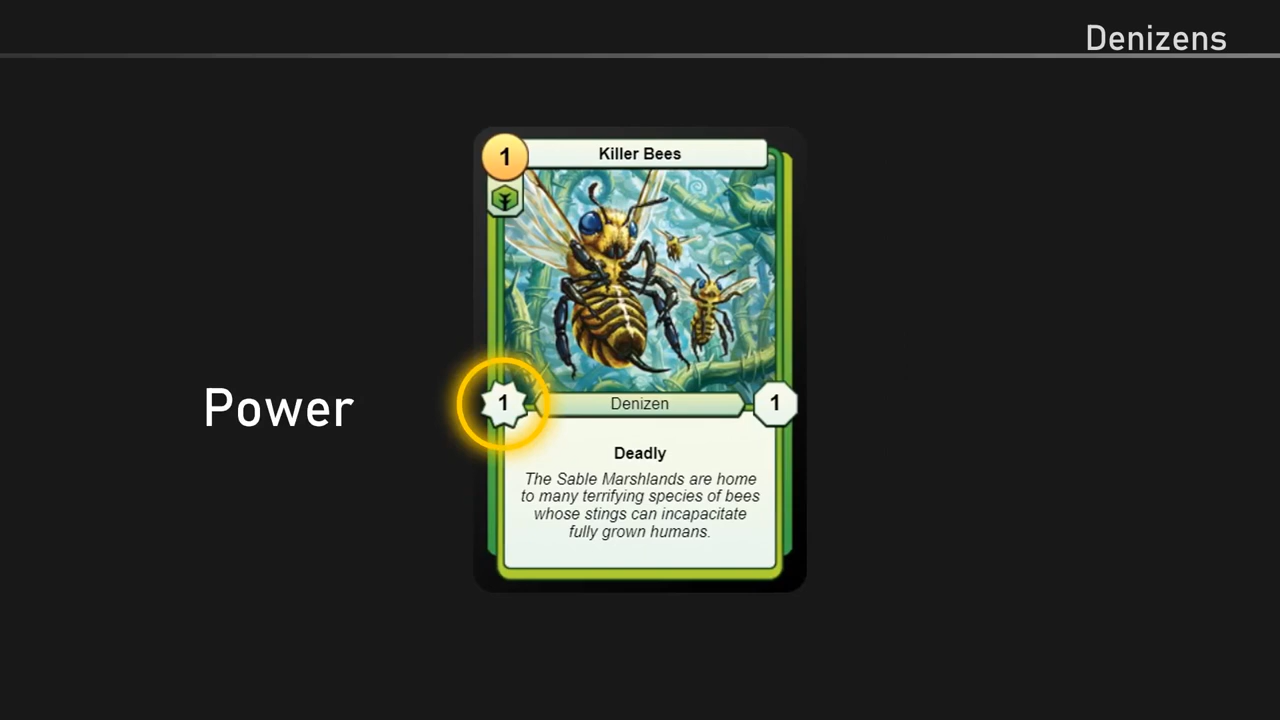 Denizens
1
Killer Bees
Power
1
Denizen
1
Deadly
The Sable Marshlands are home
to many terrifying species of bees
whose stings can incapacitate
fully grown humans.